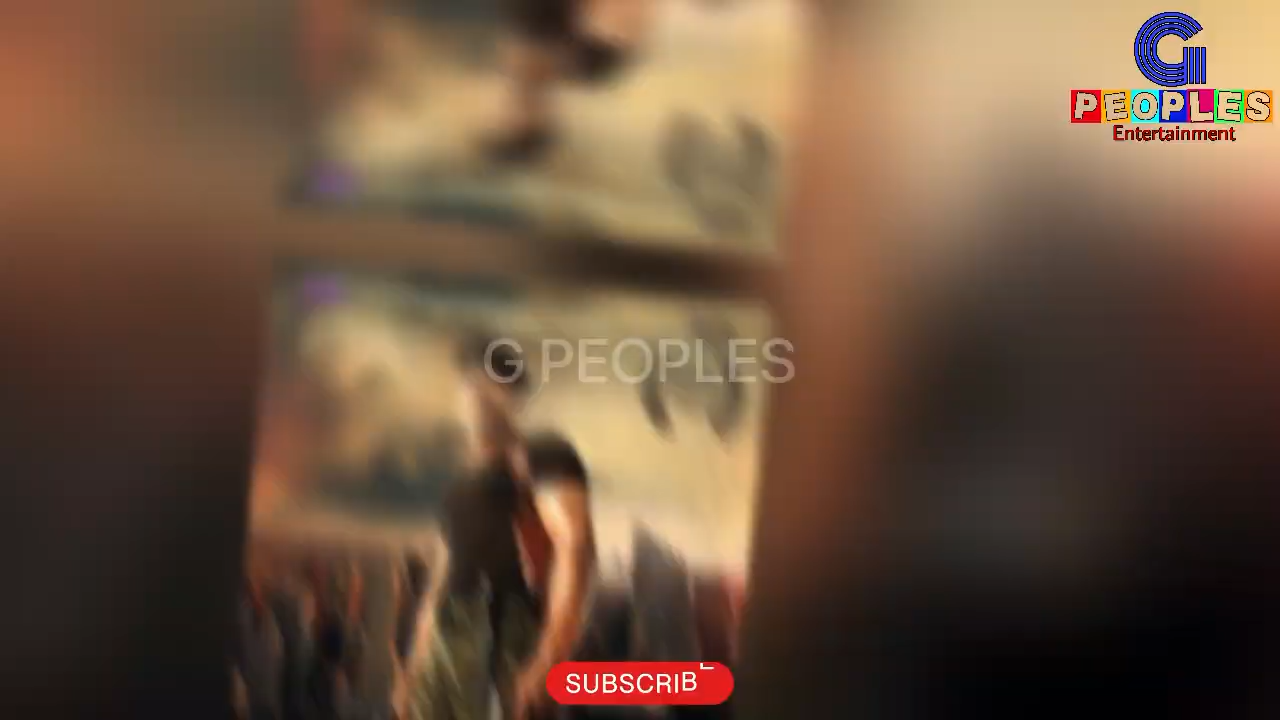 G
PEOPLES
Entertainment
G PEOPLES
SUBSCRIB